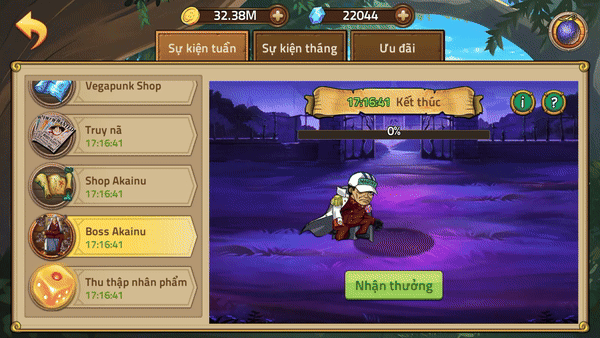 32.38M
22044
Sự kiện tuần
Sự kiện tháng
Ưu đãi
Vegapunk Shop
Truy nã
17:16:41
Shop Akainu
17:16:41
Boss Akainu
17:16:41
Thu thập nhân phẩm
17:16:41
17:16:41 Kết thúc
i
?
0%
Nhận thưởng